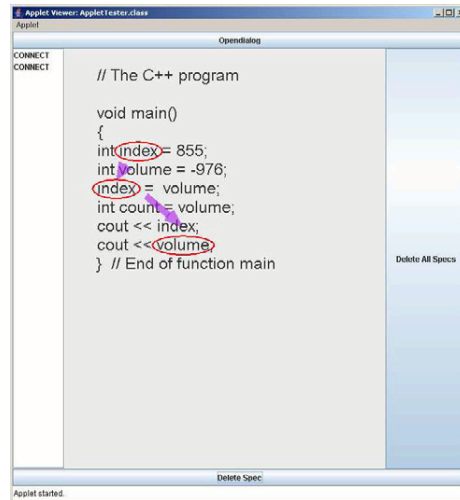 Applet Viewer: AppletTester.class
Applet
Opendialog
CONNECT
CONNECT
// The C++ program
void main()
{
int index = 855;
int volume = -976;
index = volume;
int count = volume;
cout << index;
cout << volume;
} // End of function main
Delete All Specs
Delete Spec
Applet started.